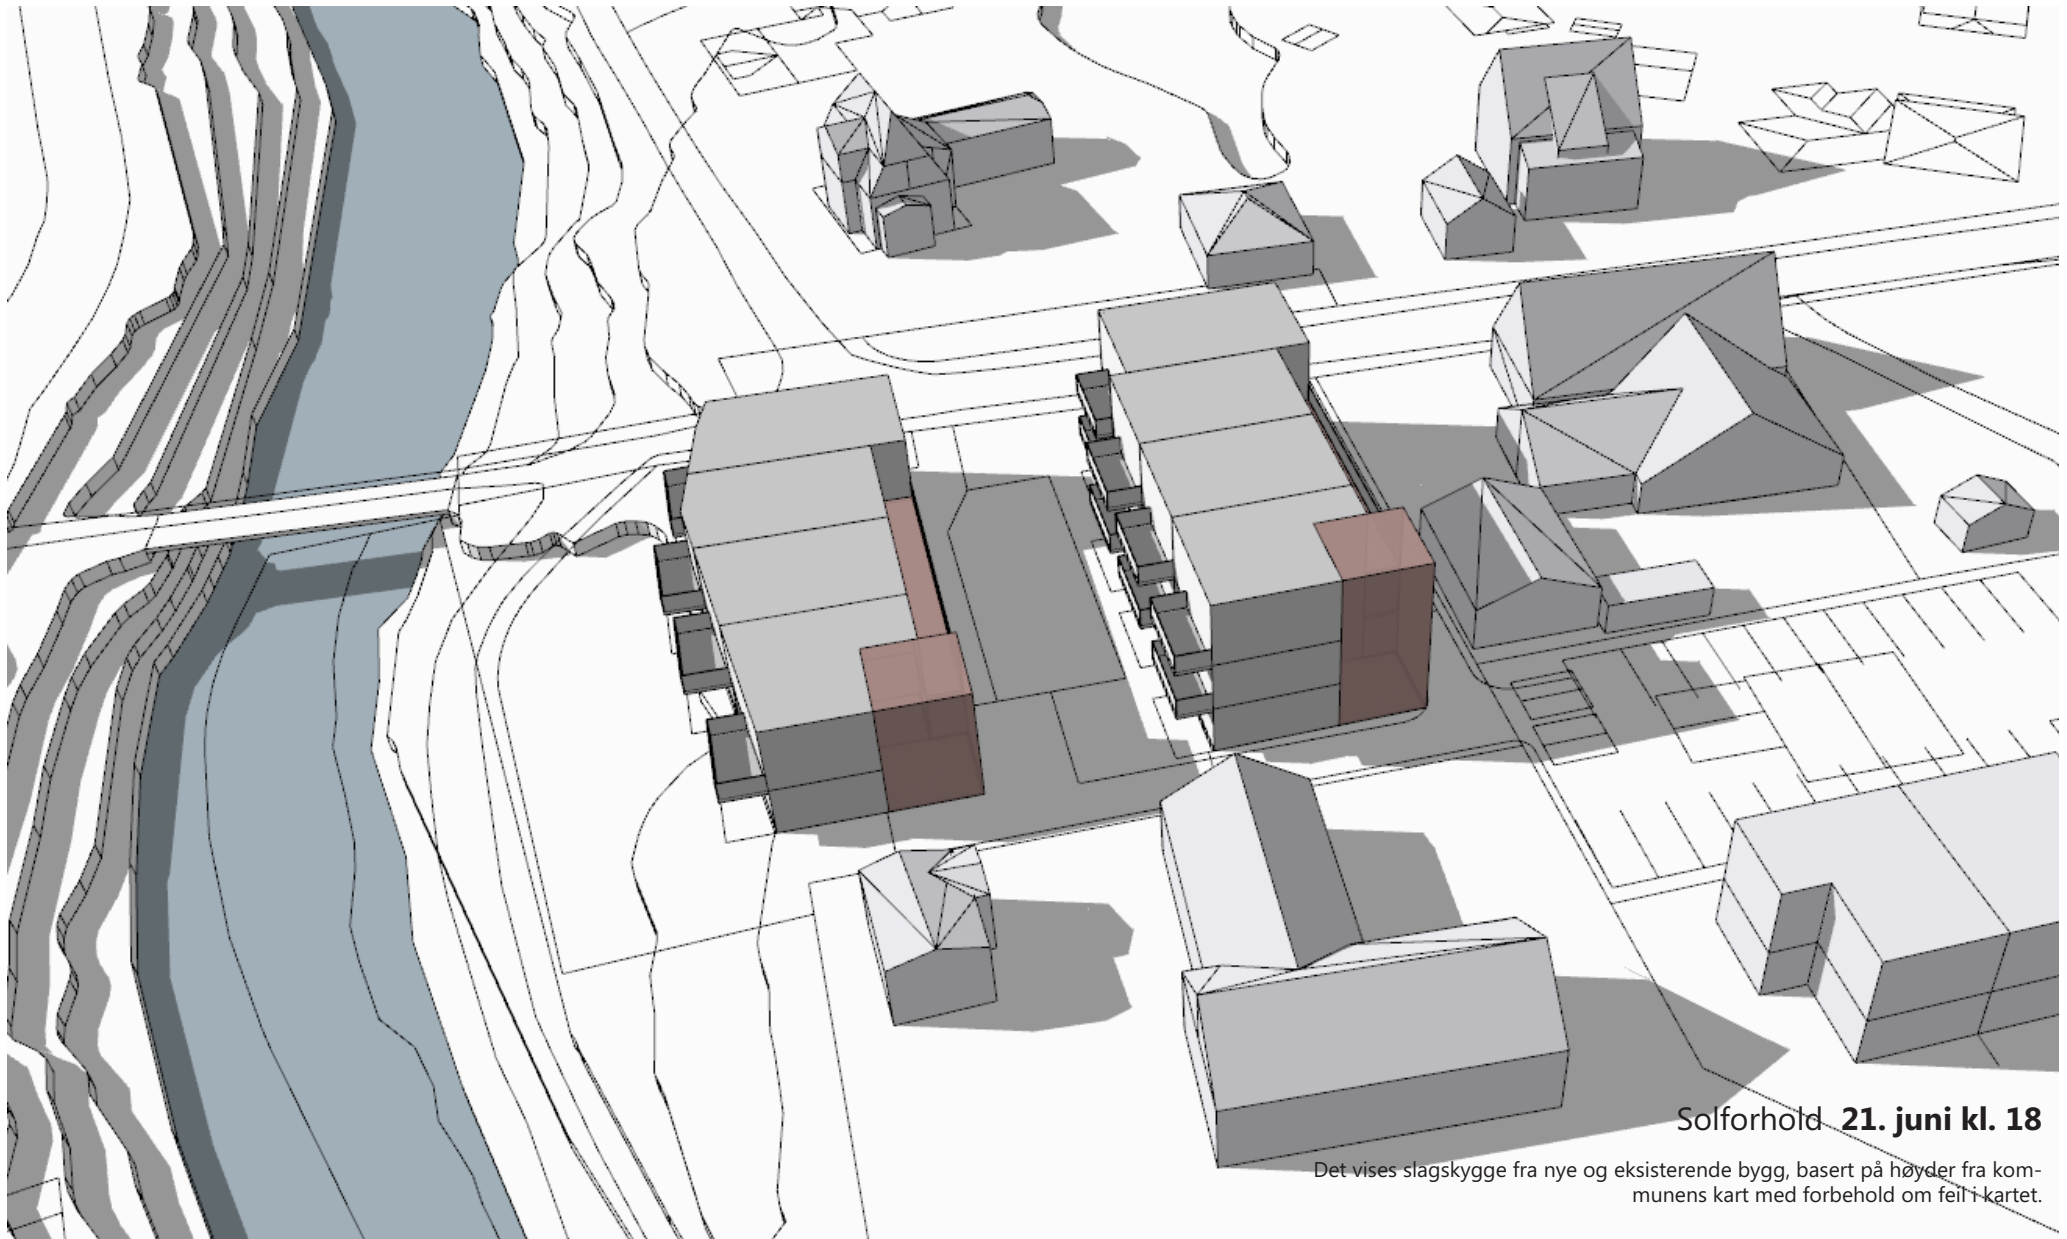 Solforhold 21. juni kl. 18
Det vises slagskygge fra nye og eksisterende bygg, basert på høyder fra kom-
munens kart med forbehold om feil i kartet.